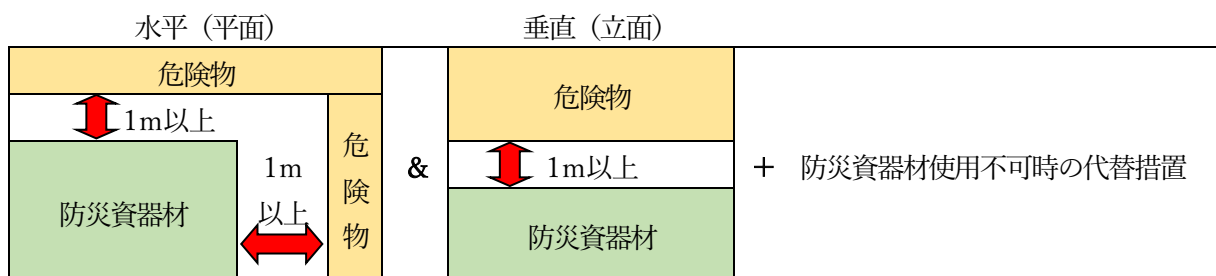 水平（平面）
危険物
1m以上
防災資器材
1m
以上
危険物
&
垂直（立面）
危険物
1m以上
防災資器材
＋ 防災資器材使用不可時の代替措置